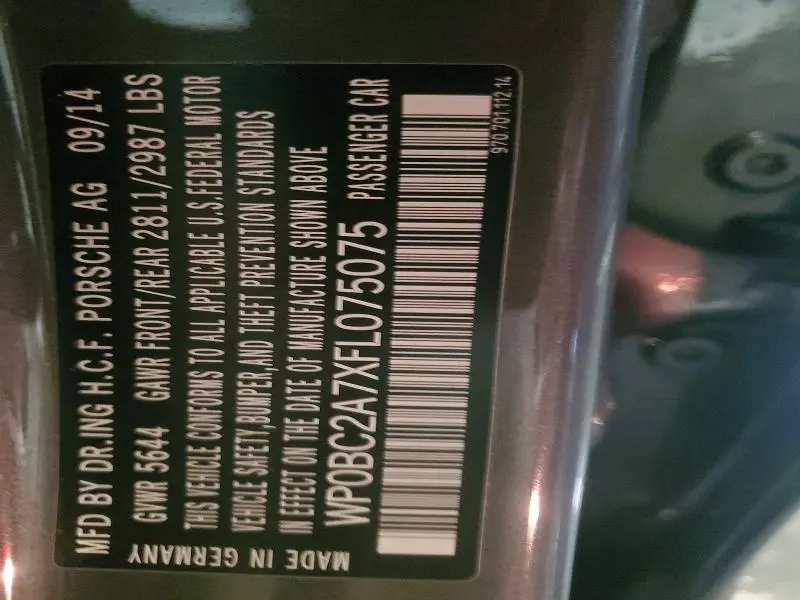 MFD BY DR.ING H.C.F. PORSCHE AG 09/14
GVWR 5644 GAWR FRONT/REAR 2811/2987 LBS
THIS VEHICLE CONFORMS TO ALL APPLICABLE U.S.FEDERAL MOTOR
VEHICLE SAFETY,BUMPER,AND THEFT PREVENTION STANDARDS
IN EFFECT ON THE DATE OF MANUFACTURE SHOWN ABOVE
WP0BC2A7XFL075075 PASSENGER CAR
970.701.112.14
MADE IN GERMANY